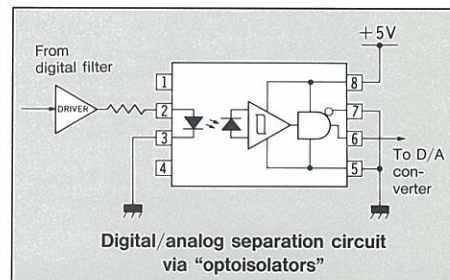 From
digital filter
+5V
DRIVER
1
2
3
4
8
7
6
5
To D/A
con-
verter
Digital/analog separation circuit
via “optoisolators”